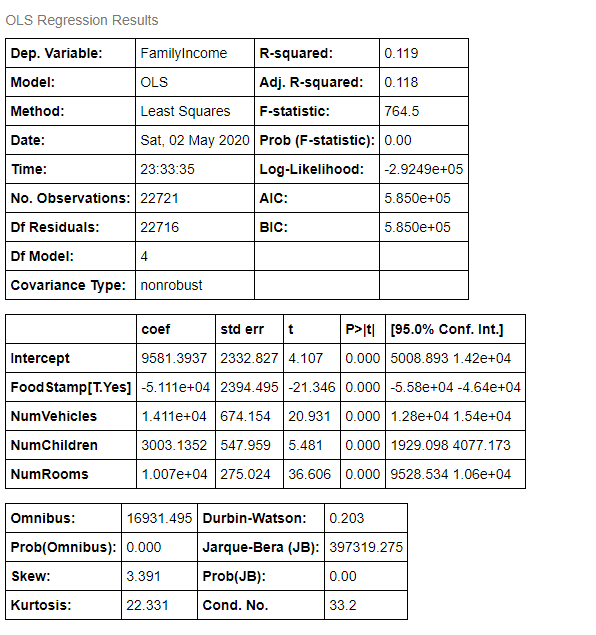 OLS Regression Results
Dep. Variable: FamilyIncome R-squared: 0.119
Model: OLS Adj. R-squared: 0.118
Method: Least Squares F-statistic: 764.5
Date: Sat, 02 May 2020 Prob (F-statistic): 0.00
Time: 23:33:35 Log-Likelihood: -2.9249e+05
No. Observations: 22721 AIC: 5.850e+05
Df Residuals: 22716 BIC: 5.850e+05
Df Model: 4
Covariance Type: nonrobust
coef std err t P>|t| [95.0% Conf. Int.]
Intercept 9581.3937 2332.827 4.107 0.000 5008.893 1.42e+04
FoodStamp[T.Yes] -5.111e+04 2394.495 -21.346 0.000 -5.58e+04 -4.64e+04
NumVehicles 1.411e+04 674.154 20.931 0.000 1.28e+04 1.54e+04
NumChildren 3003.1352 547.959 5.481 0.000 1929.098 4077.173
NumRooms 1.007e+04 275.024 36.606 0.000 9528.534 1.06e+04
Omnibus: 16931.495 Durbin-Watson: 0.203
Prob(Omnibus): 0.000 Jarque-Bera (JB): 397319.275
Skew: 3.391 Prob(JB): 0.00
Kurtosis: 22.331 Cond. No. 33.2